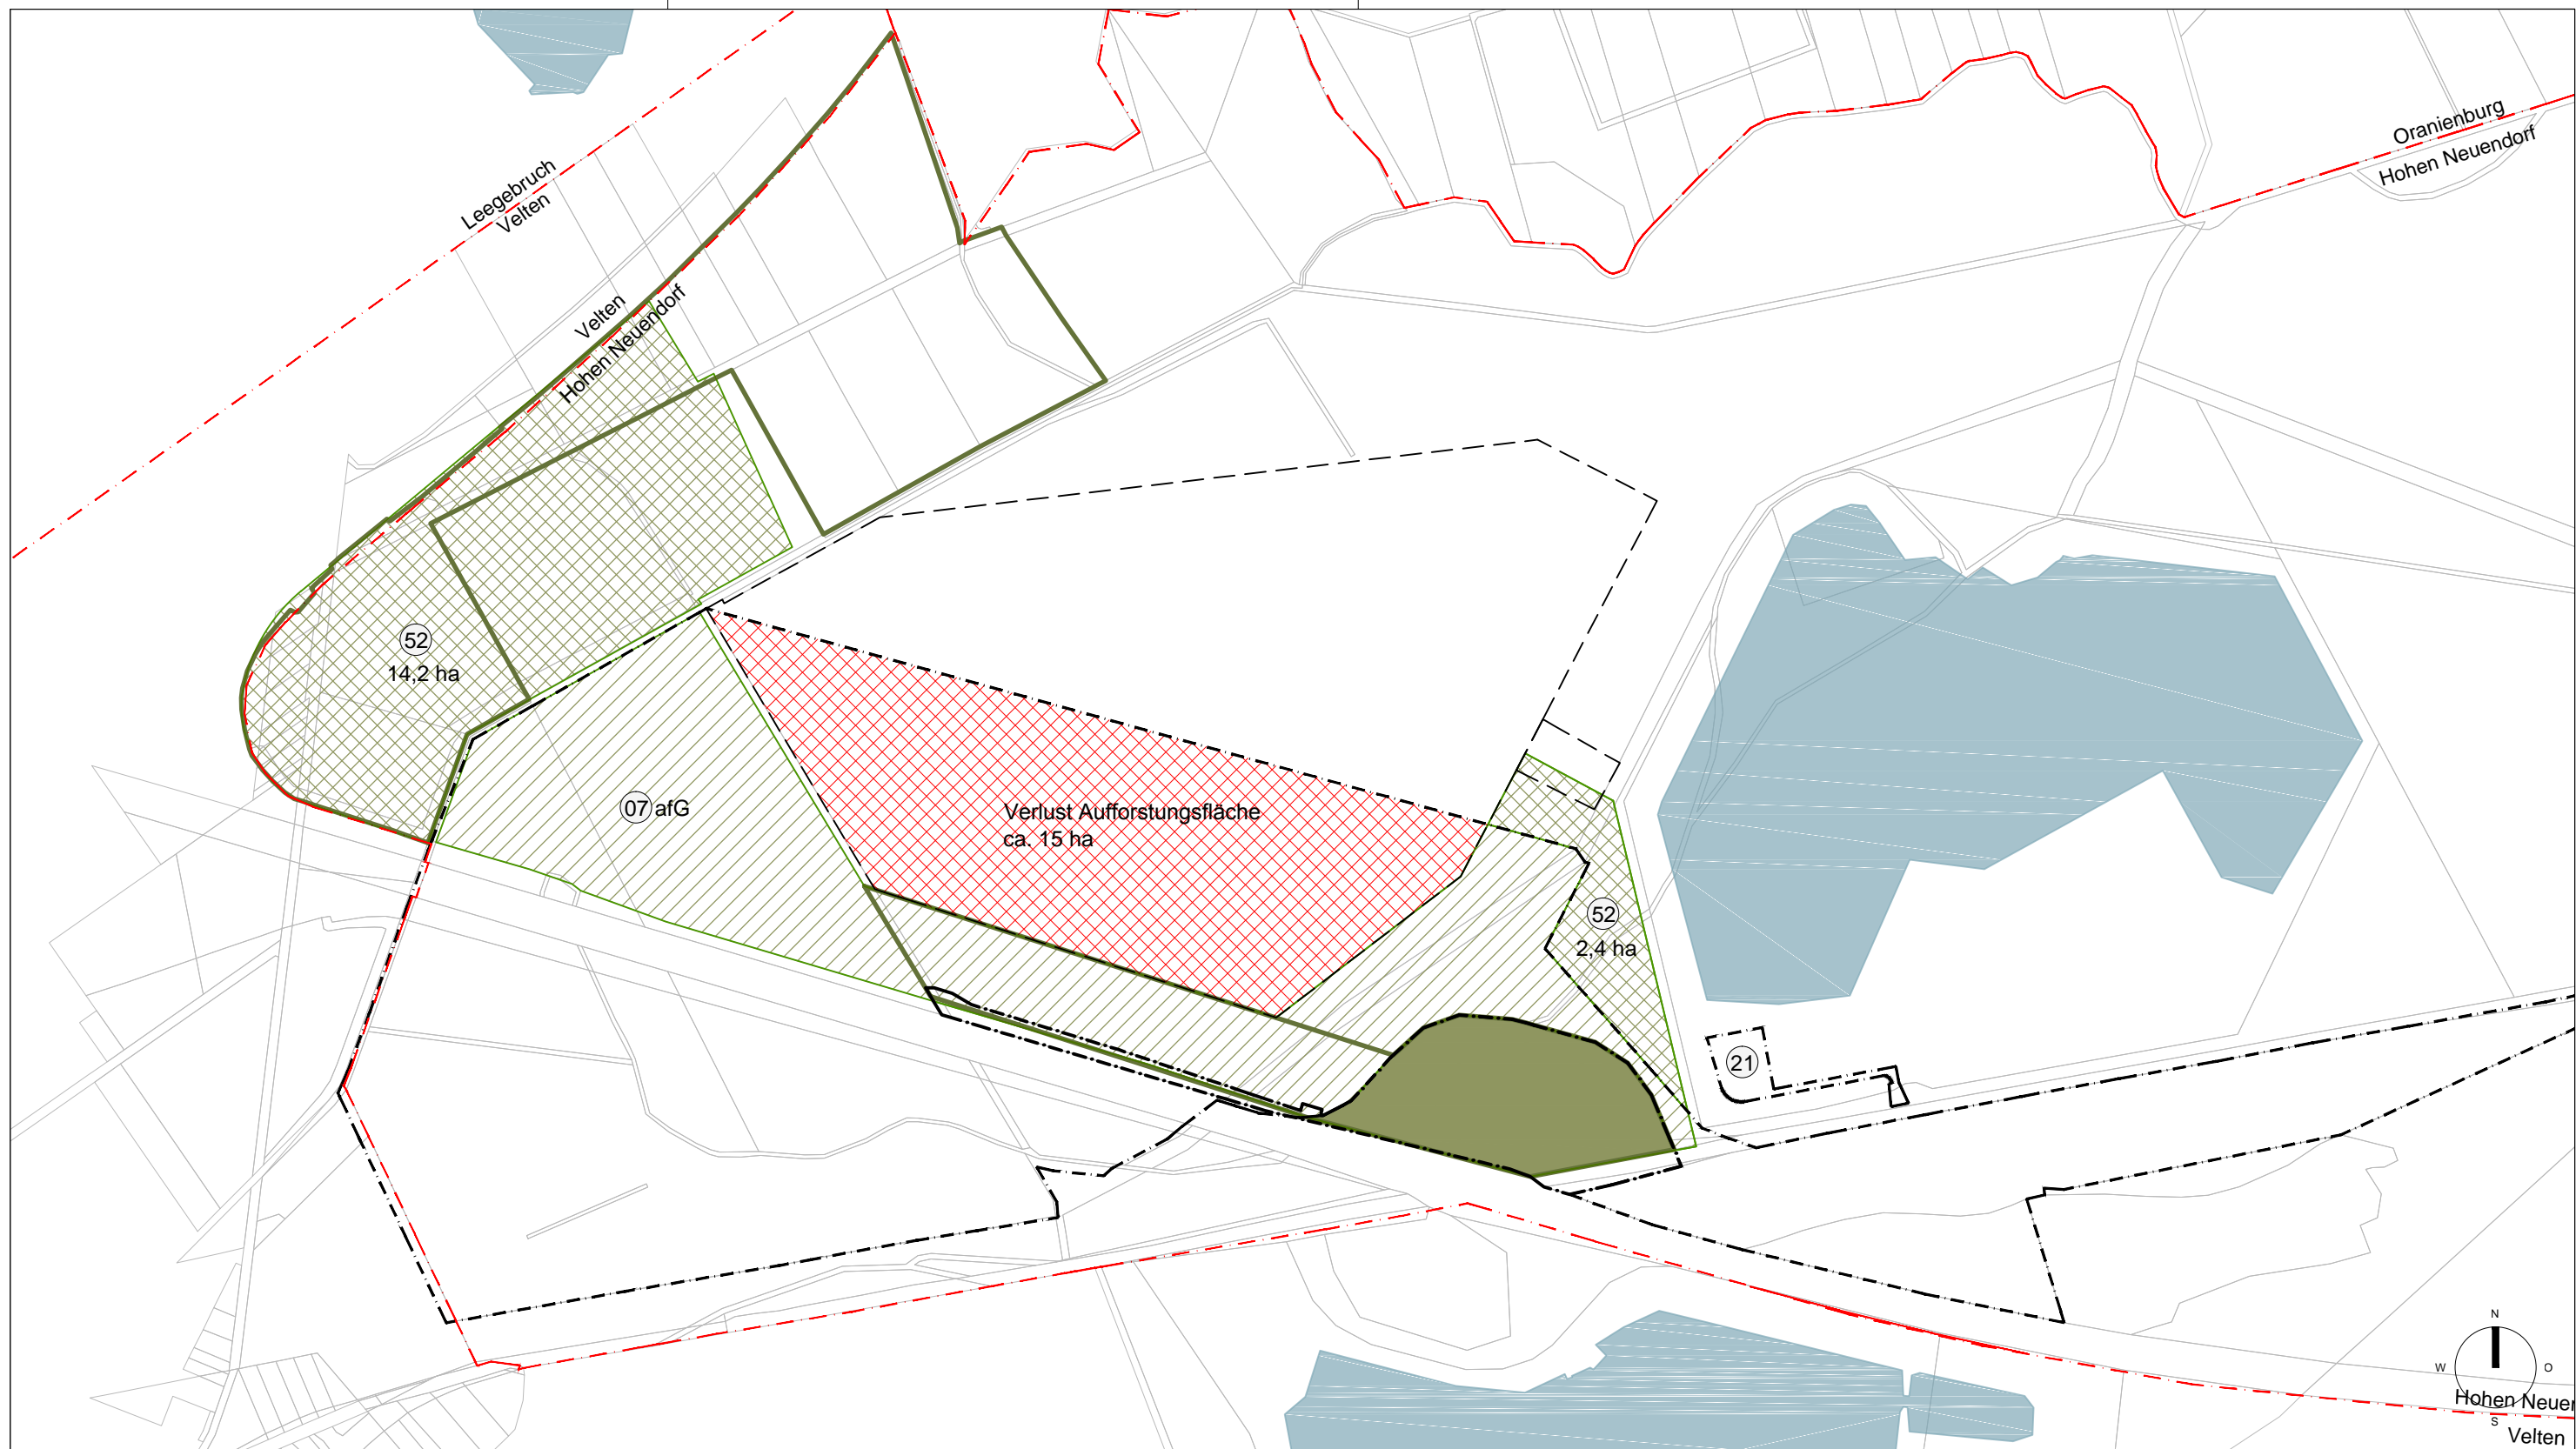 Oranienburg
Hohen Neuendorf
Leegebruch
Velten
Velten
Hohen Neuendorf
52
14,2 ha
07 afG
Verlust Aufforstungsfläche
ca. 15 ha
52
2,4 ha
21
N
W O
S
Hohen Neuen
Velten